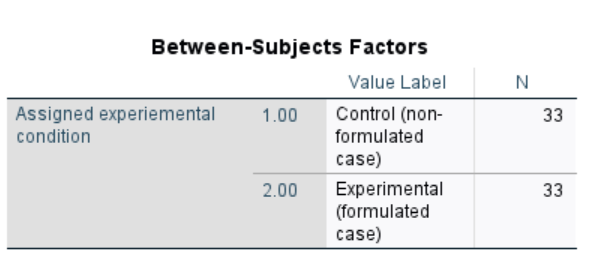 Between-Subjects Factors
Value Label N
Assigned experiemental 1.00 Control (non- 33
condition formulated
case)
2.00 Experimental 33
(formulated
case)